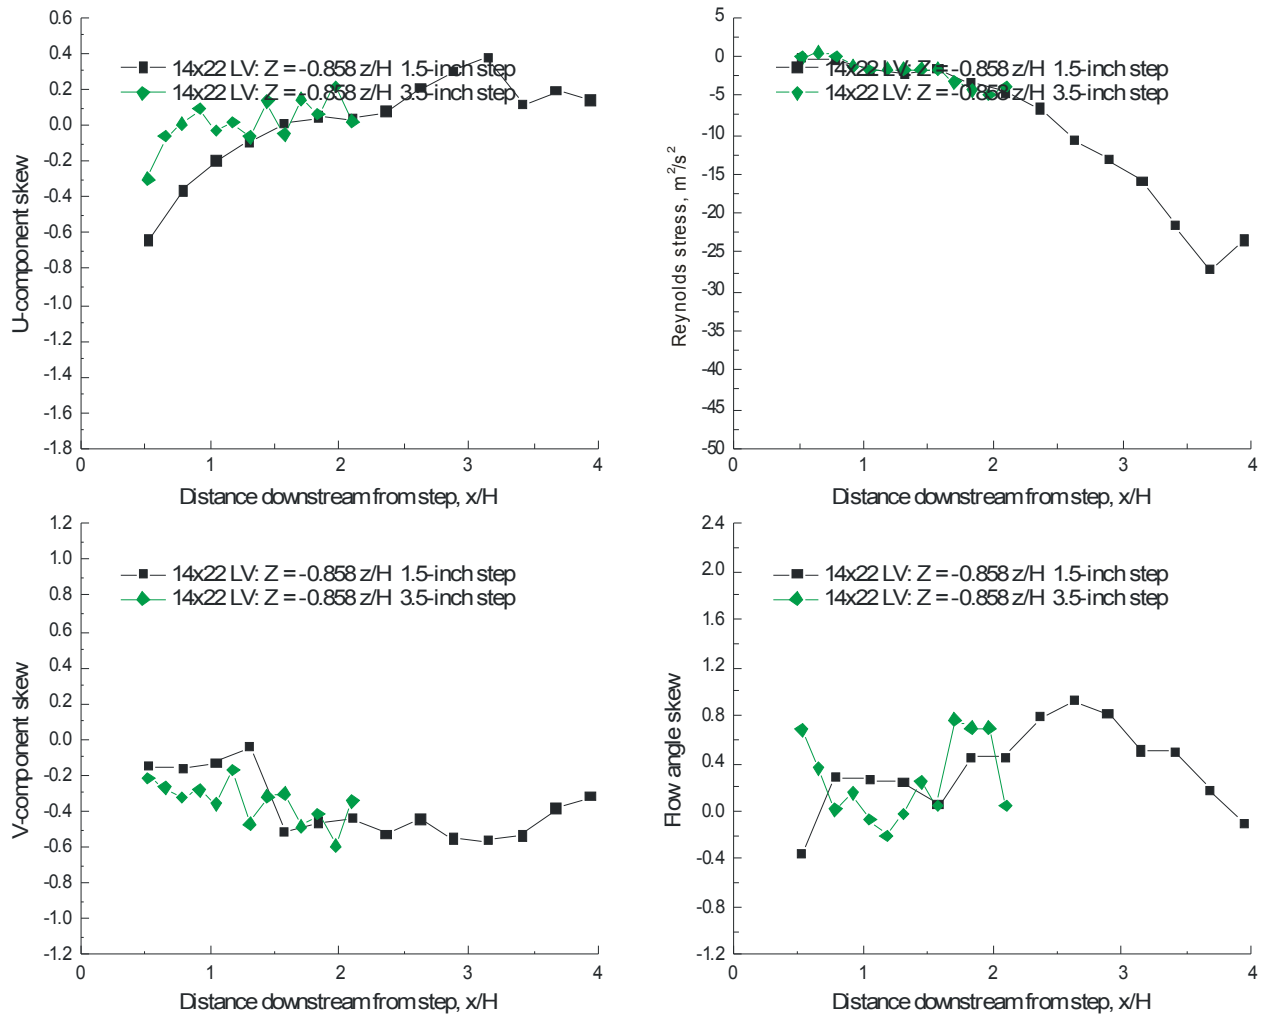 0.6
0.4
0.2
0.0
-0.2
-0.4
-0.6
-0.8
-1.0
-1.2
-1.4
-1.6
-1.8
U-component skew
14x22 LV: Z = -0.858 z/H 1.5-inch step
14x22 LV: Z = -0.858 z/H 3.5-inch step
0 1 2 3 4
Distance downstream from step, x/H
5
0
-5
-10
-15
-20
-25
-30
-35
-40
-45
-50
Reynolds stress, m²/s²
14x22 LV: Z = -0.858 z/H 1.5-inch step
14x22 LV: Z = -0.858 z/H 3.5-inch step
0 1 2 3 4
Distance downstream from step, x/H
1.2
1.0
0.8
0.6
0.4
0.2
0.0
-0.2
-0.4
-0.6
-0.8
-1.0
-1.2
V-component skew
14x22 LV: Z = -0.858 z/H 1.5-inch step
14x22 LV: Z = -0.858 z/H 3.5-inch step
0 1 2 3 4
Distance downstream from step, x/H
2.4
2.0
1.6
1.2
0.8
0.4
0.0
-0.4
-0.8
-1.2
Flow angle skew
14x22 LV: Z = -0.858 z/H 1.5-inch step
14x22 LV: Z = -0.858 z/H 3.5-inch step
0 1 2 3 4
Distance downstream from step, x/H